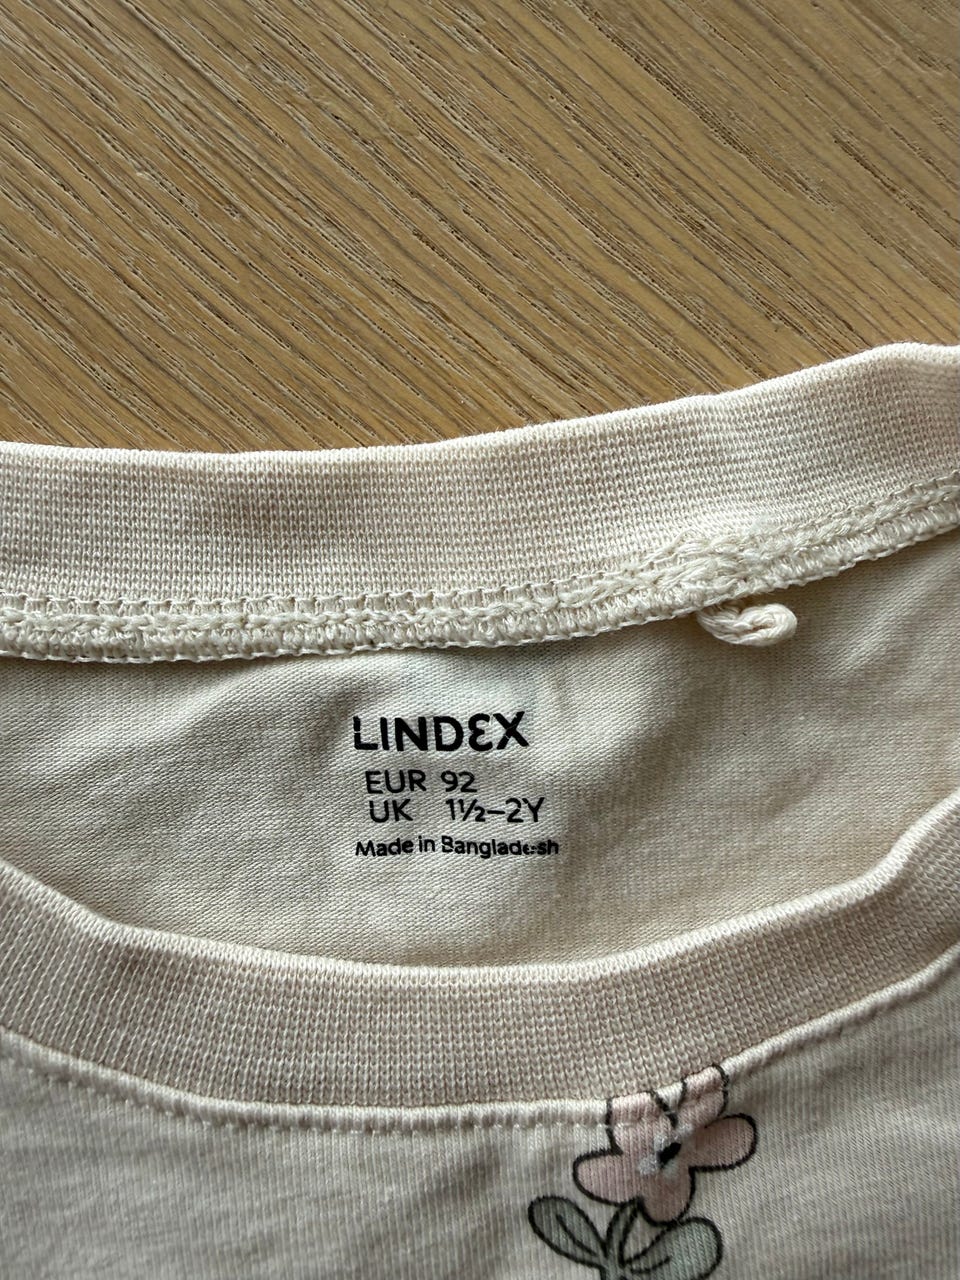 LINDEX
EUR 92
UK 1½–2Y
Made in Bangladesh